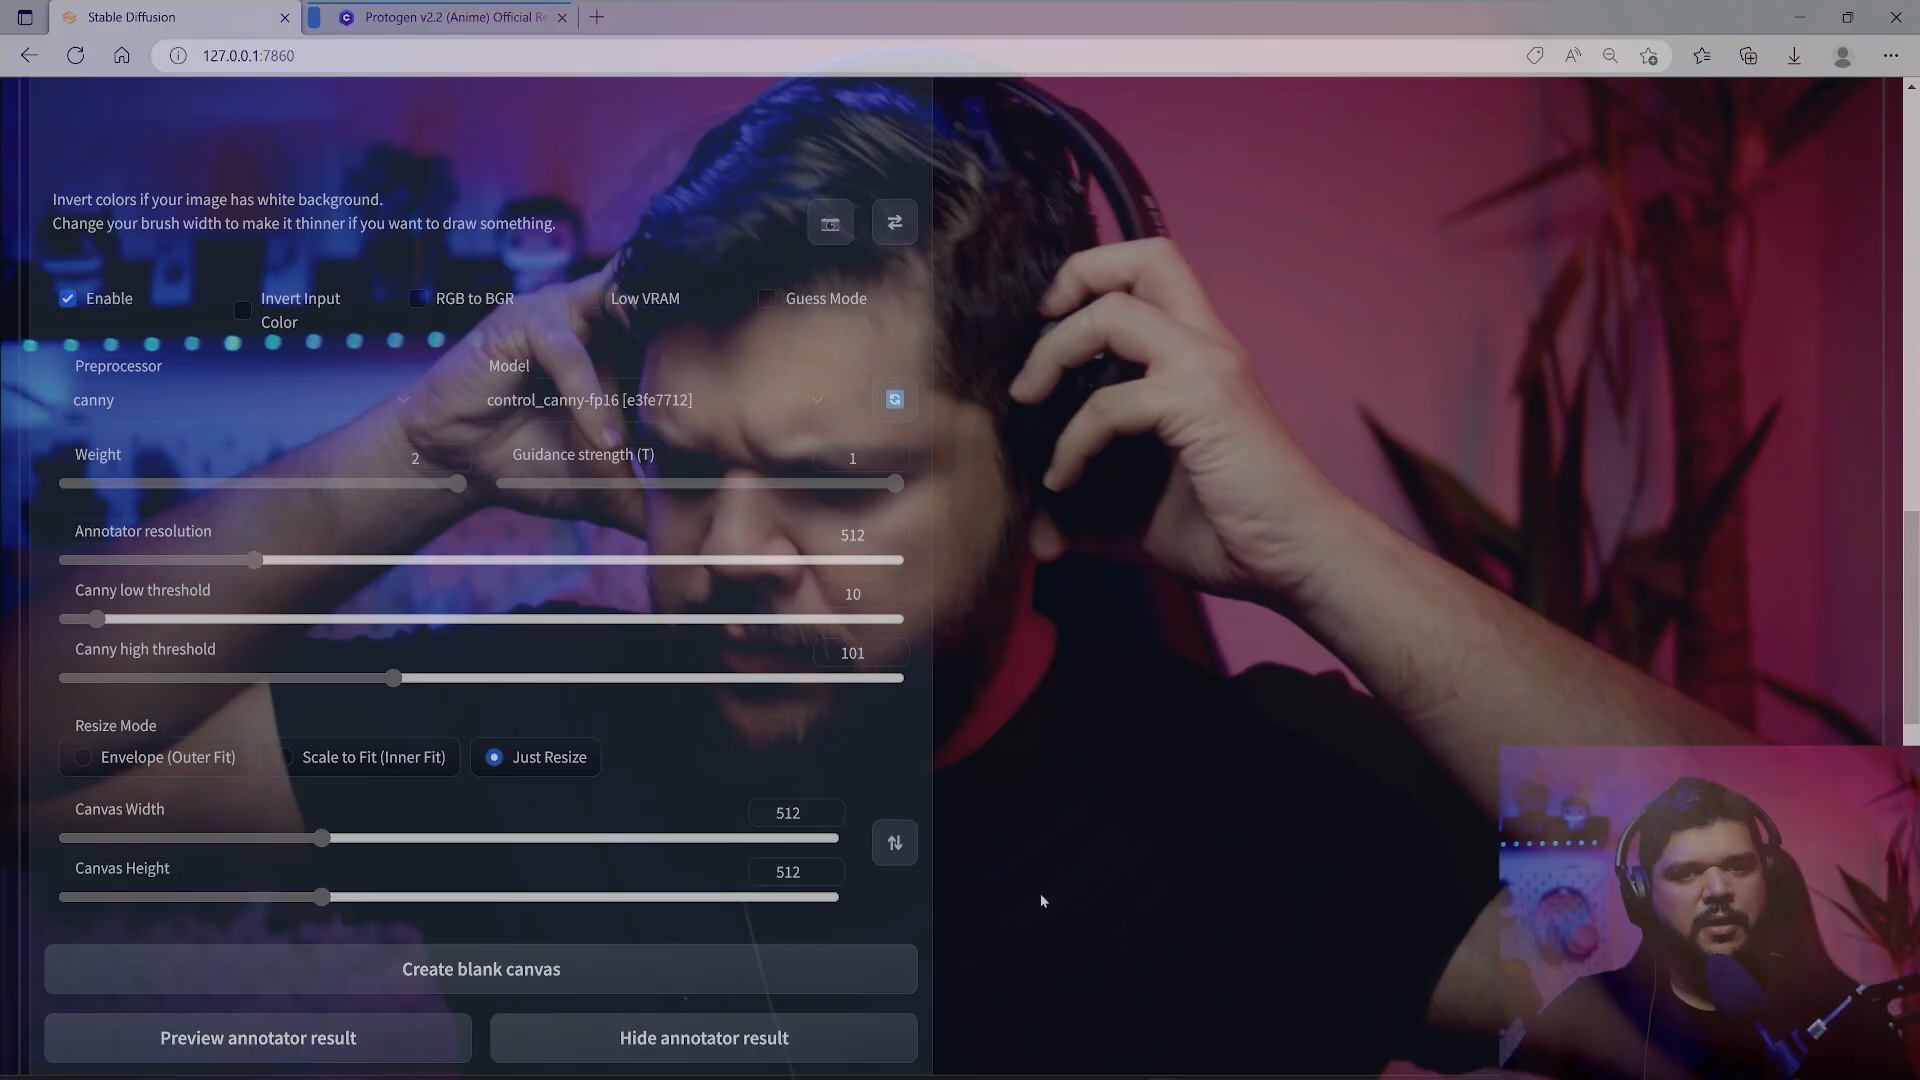 Stable Diffusion
Protogen v2.2 (Anime) Official Re
127.0.0.1:7860
Invert colors if your image has white background.
Change your brush width to make it thinner if you want to draw something.
Enable
Invert Input
Color
RGB to BGR
Low VRAM
Guess Mode
Preprocessor
Model
canny
control_canny-fp16 [e3fe7712]
Weight
2
Guidance strength (T)
1
Annotator resolution
512
Canny low threshold
10
Canny high threshold
101
Resize Mode
Envelope (Outer Fit)
Scale to Fit (Inner Fit)
Just Resize
Canvas Width
512
Canvas Height
512
Create blank canvas
Preview annotator result
Hide annotator result